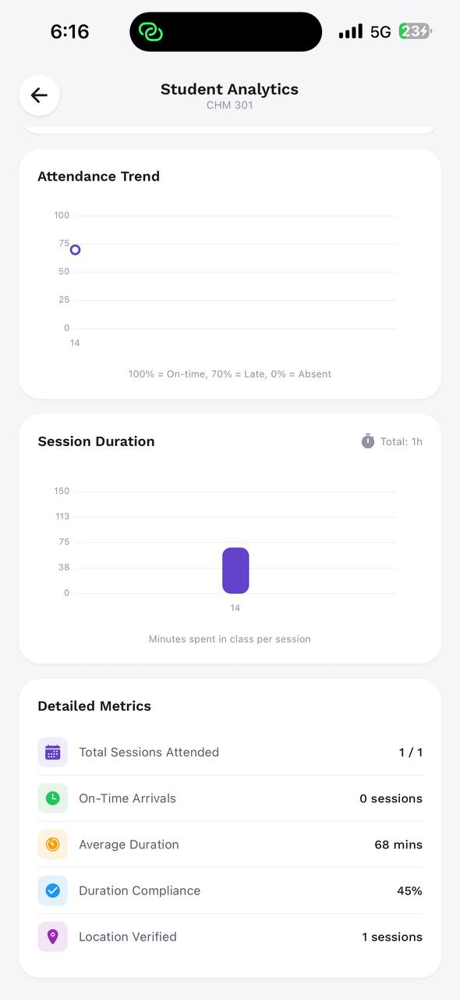 6:16
5G
23
Student Analytics
CHM 301
Attendance Trend
100
75
50
25
0
14
100% = On-time, 70% = Late, 0% = Absent
Session Duration
Total: 1h
150
113
75
38
0
14
Minutes spent in class per session
Detailed Metrics
Total Sessions Attended 1 / 1
On-Time Arrivals 0 sessions
Average Duration 68 mins
Duration Compliance 45%
Location Verified 1 sessions